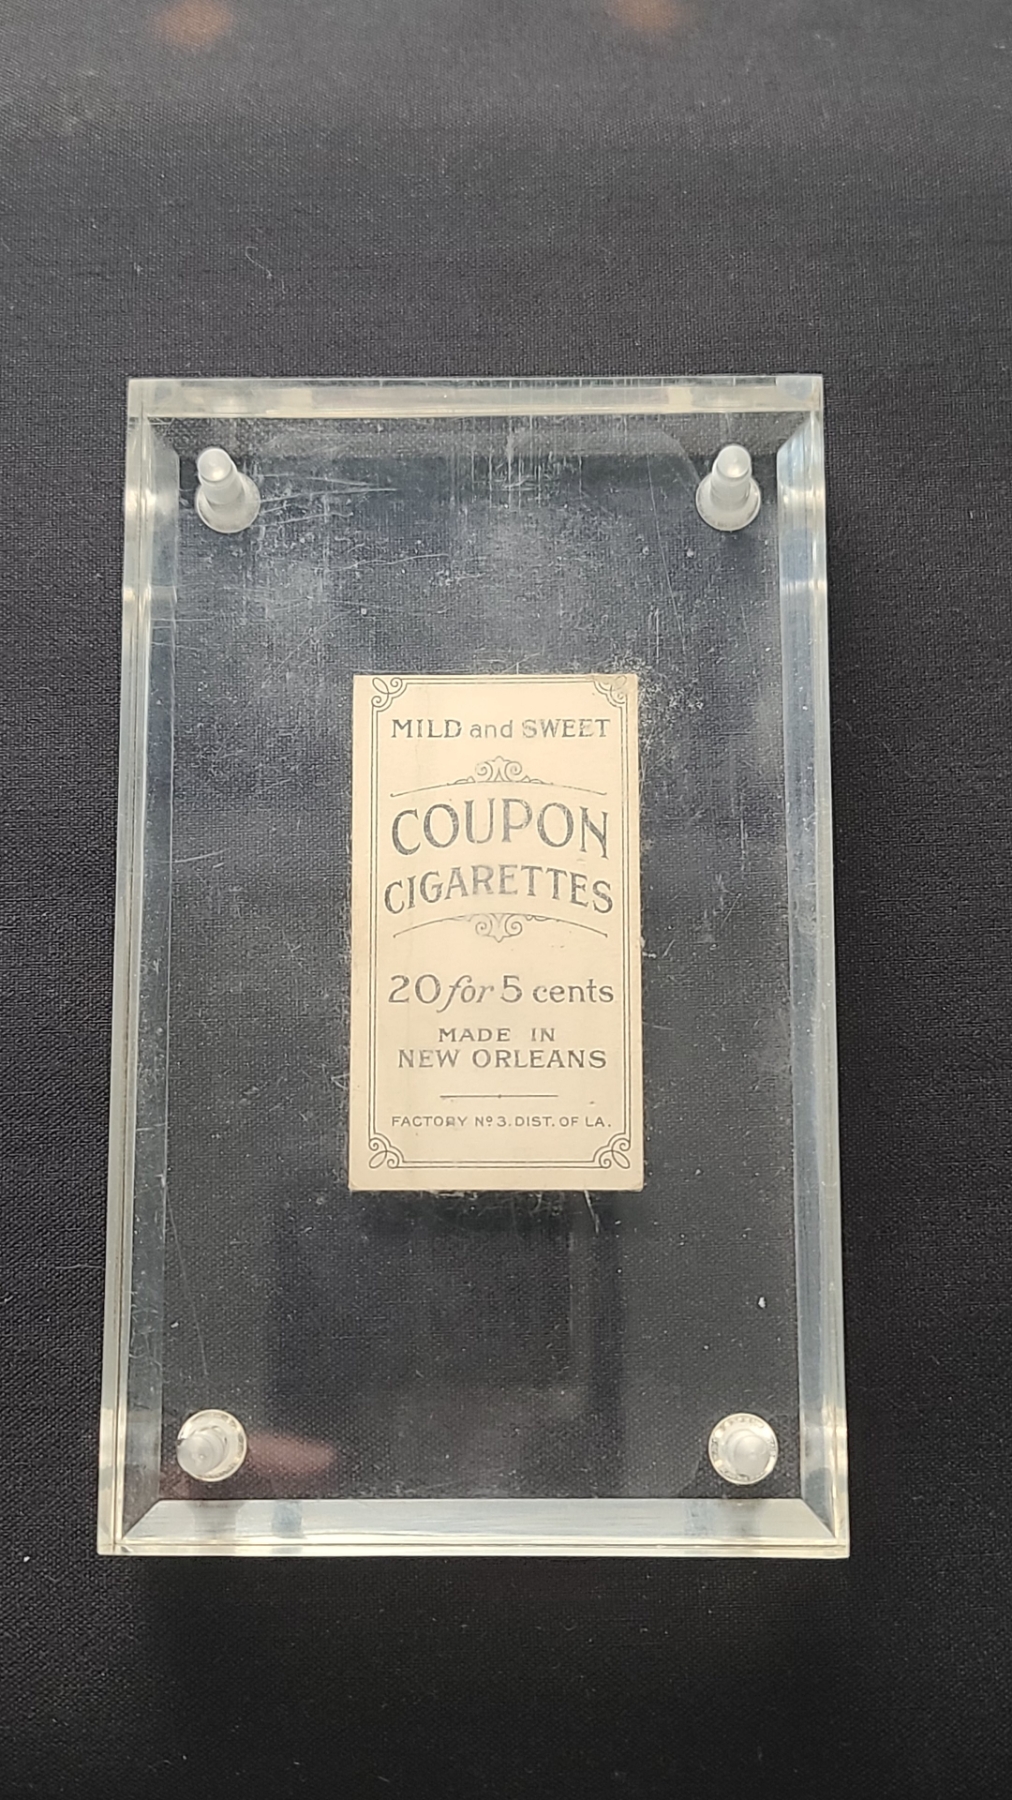 MILD and SWEET
COUPON
CIGARETTES
20 for 5 cents
MADE IN
NEW ORLEANS
FACTORY Nº 3. DIST. OF LA.